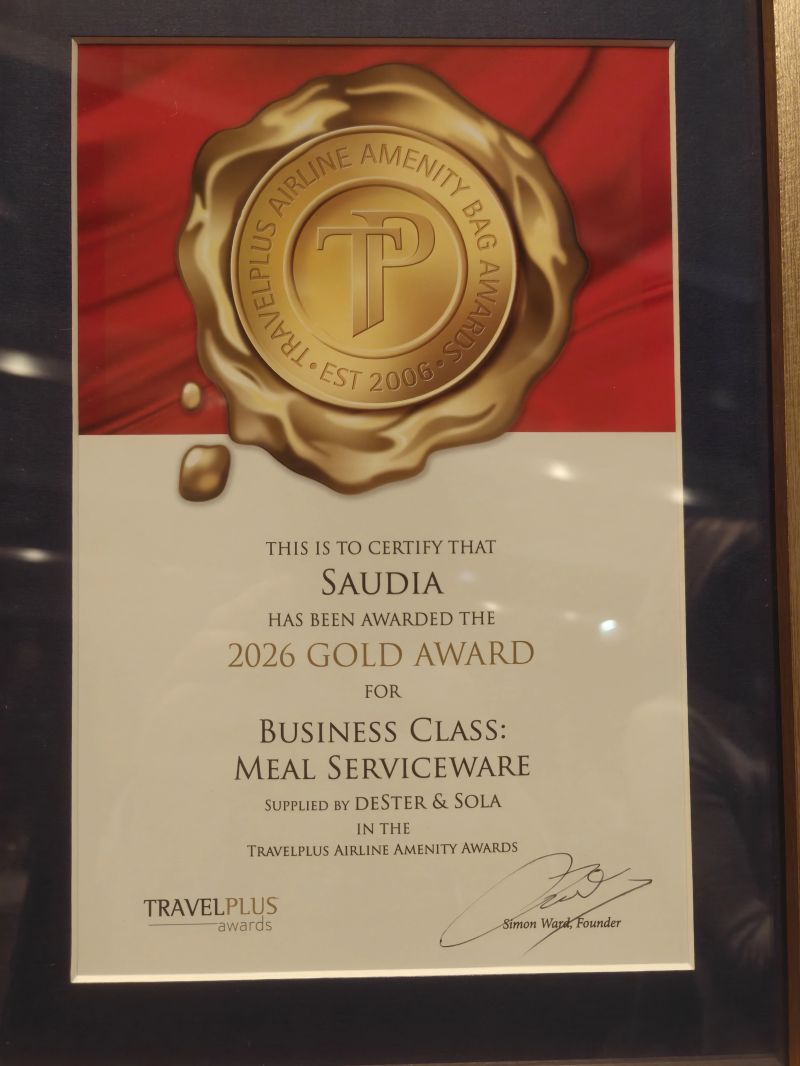 TRAVELPLUS AIRLINE AMENITY BAG AWARDS
• EST 2006 •
TP
THIS IS TO CERTIFY THAT
SAUDIA
HAS BEEN AWARDED THE
2026 GOLD AWARD
FOR
BUSINESS CLASS:
MEAL SERVICEWARE
SUPPLIED BY DESTER & SOLA
IN THE
TRAVELPLUS AIRLINE AMENITY AWARDS
TRAVELPLUS
awards
Simon Ward, Founder